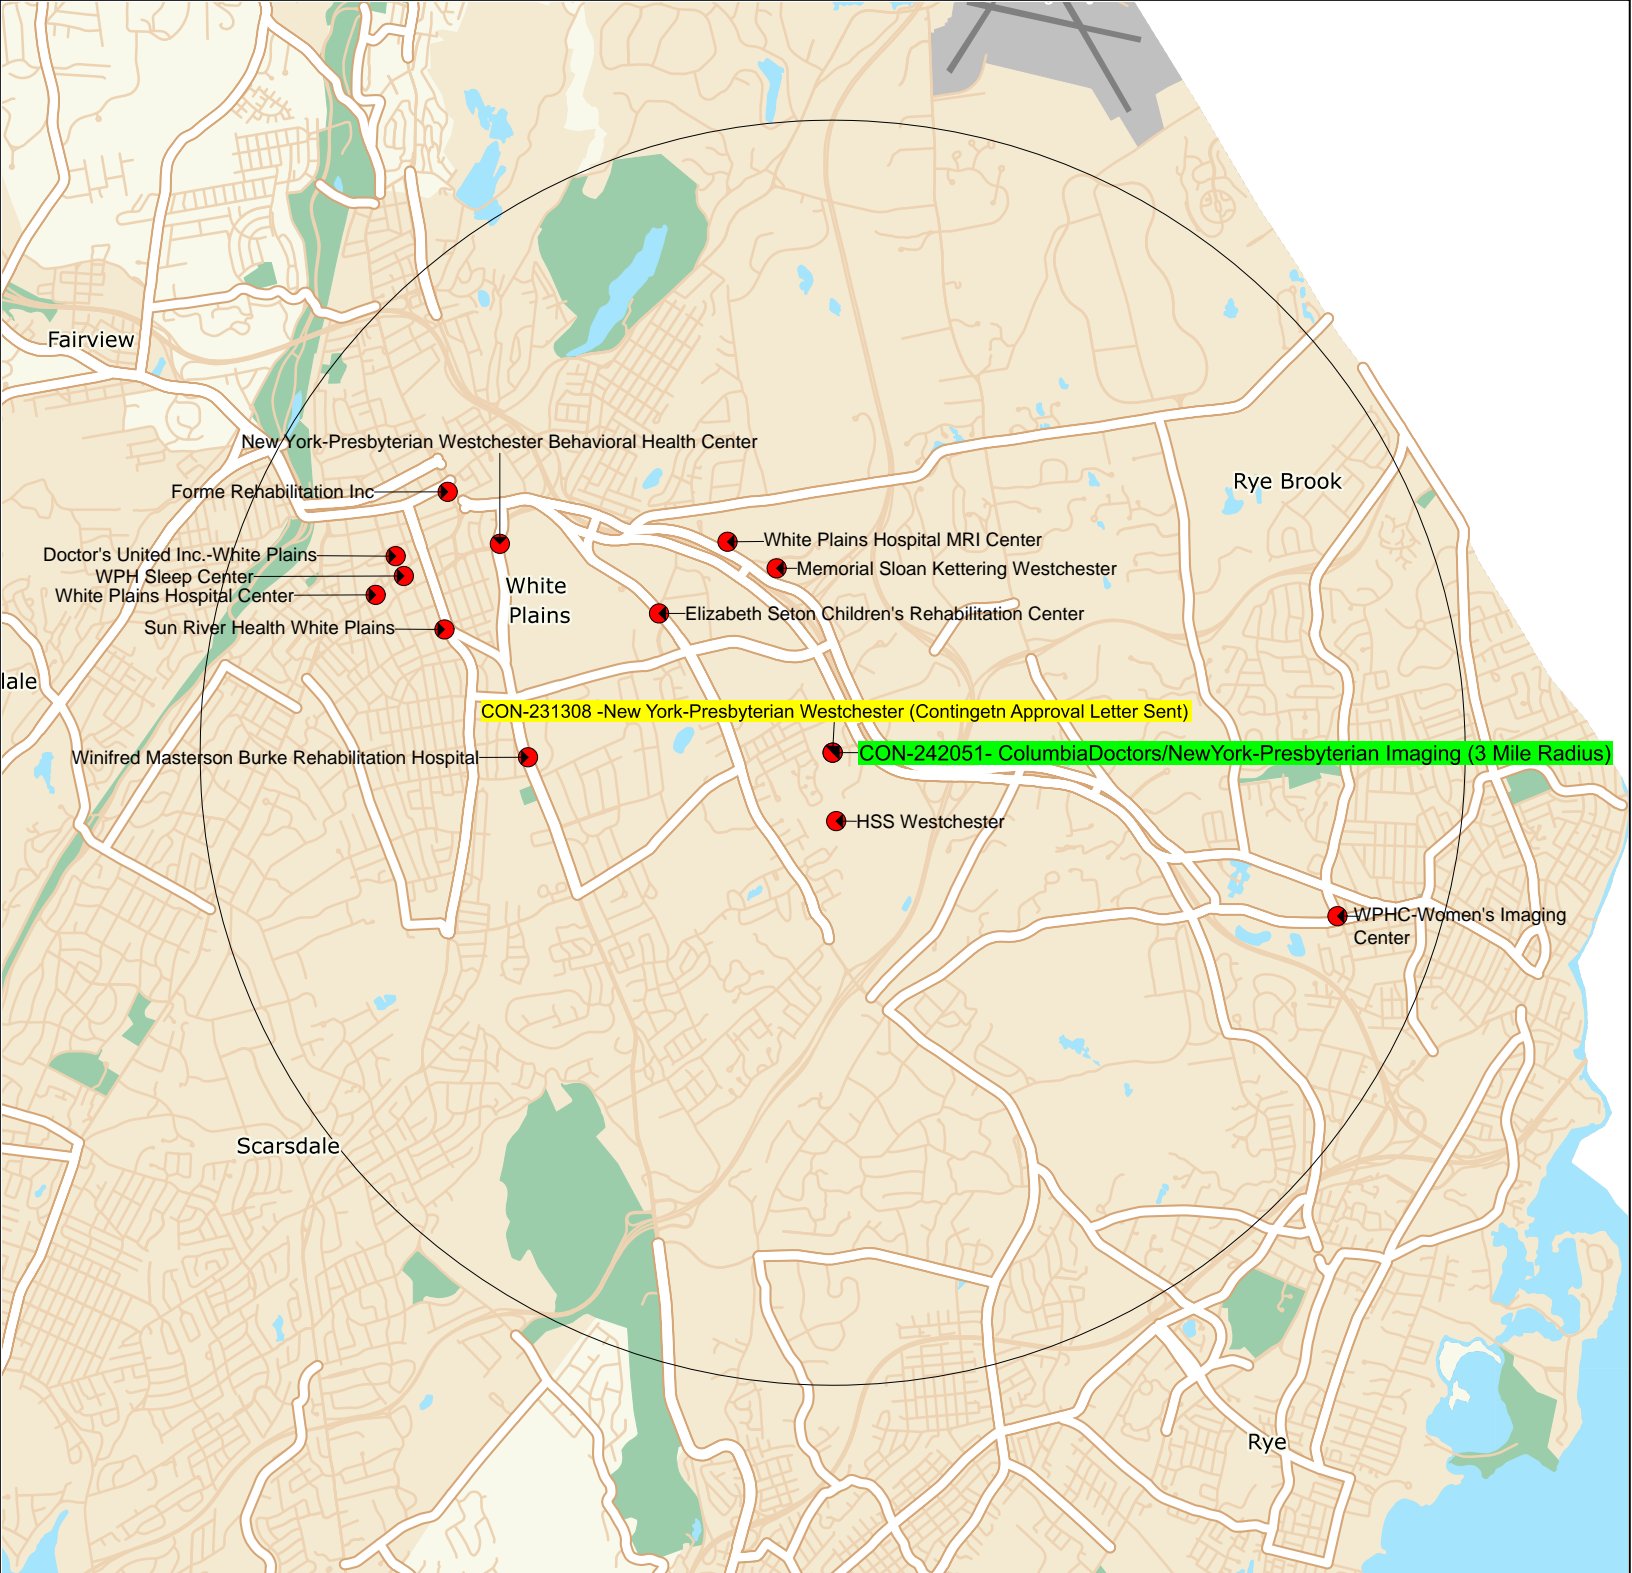 Fairview
New York-Presbyterian Westchester Behavioral Health Center
Rye Brook
Forme Rehabilitation Inc
White Plains Hospital MRI Center
Doctor's United Inc.-White Plains
Memorial Sloan Kettering Westchester
WPH Sleep Center
White
Plains
White Plains Hospital Center
Elizabeth Seton Children's Rehabilitation Center
Sun River Health White Plains
lale
CON-231308 -New York-Presbyterian Westchester (Contingetn Approval Letter Sent)
Winifred Masterson Burke Rehabilitation Hospital
CON-242051- ColumbiaDoctors/NewYork-Presbyterian Imaging (3 Mile Radius)
HSS Westchester
WPHC-Women's Imaging
Center
Scarsdale
Rye